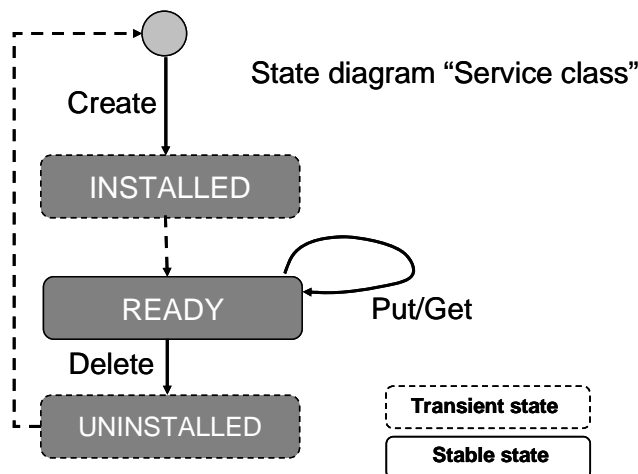 State diagram “Service class”
Create
INSTALLED
READY
Put/Get
Delete
UNINSTALLED
Transient state
Stable state